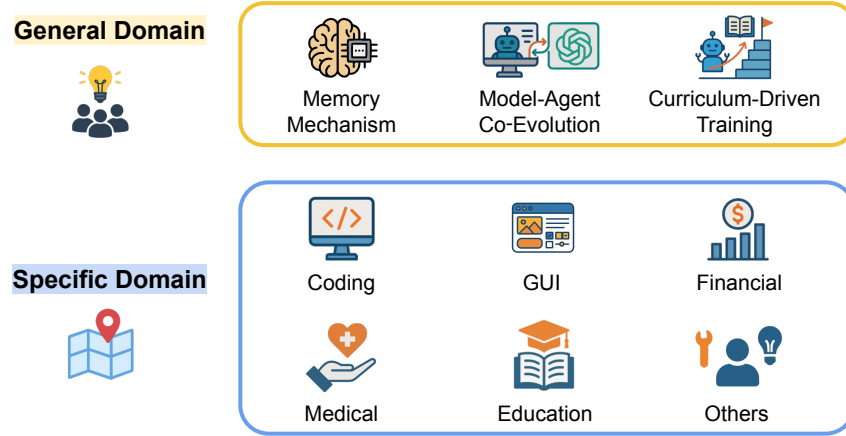 General Domain
Memory
Mechanism
Model-Agent
Co-Evolution
Curriculum-Driven
Training
Specific Domain
</>
Coding
GUI
$
Financial
Medical
Education
Others